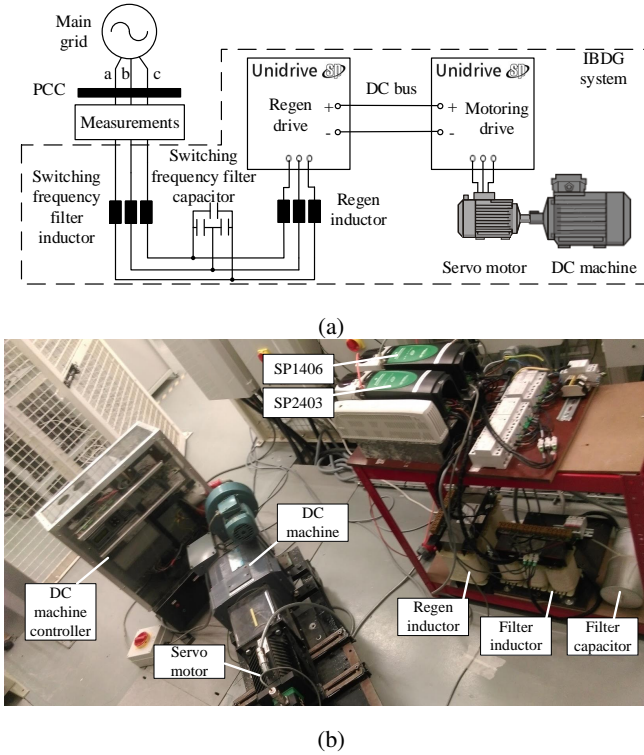 Main
grid
a b c
PCC
Measurements
IBDG
system
Unidrive SP
Regen
drive
+
-
DC bus
Unidrive SP
Motoring
drive
+
-
Switching
frequency
filter
inductor
Switching
frequency filter
capacitor
Regen
inductor
Servo motor
DC machine
(a)
SP1406
SP2403
DC
machine
DC
machine
controller
Servo
motor
Regen
inductor
Filter
inductor
Filter
capacitor
(b)